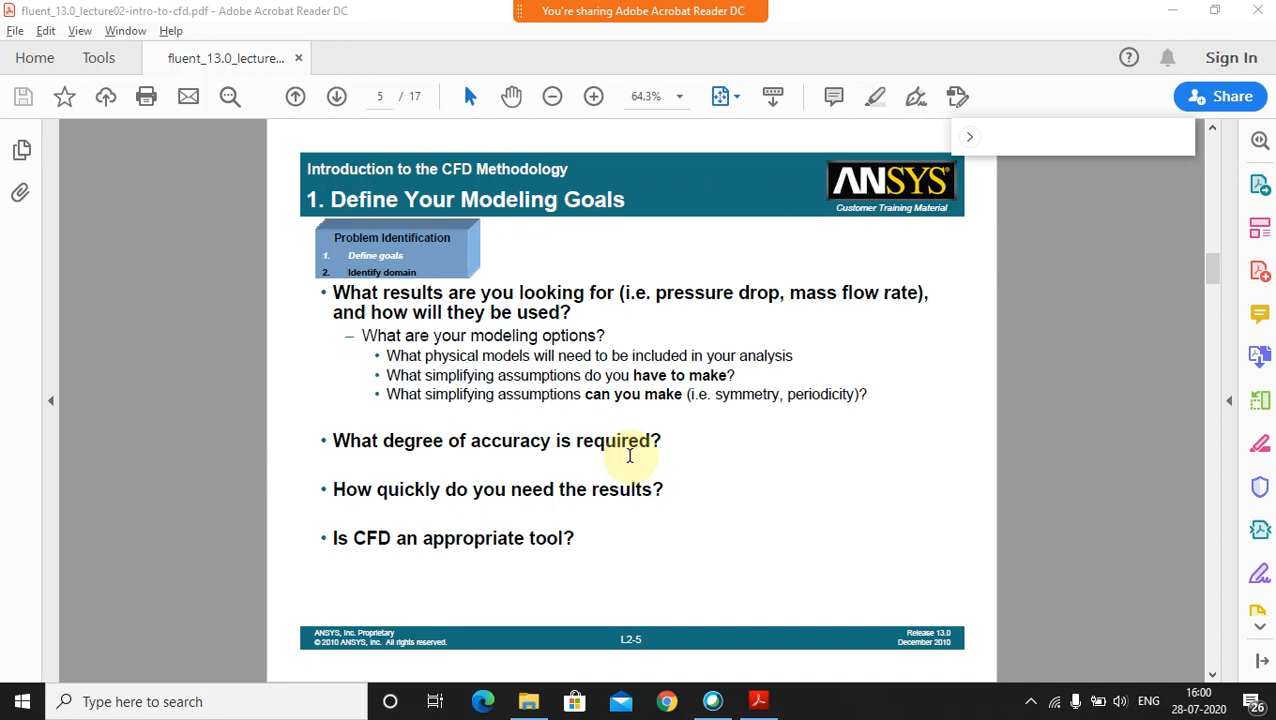 fluent_13.0_lecture02-intro-to-cfd.pdf - Adobe Acrobat Reader DC
You're sharing Adobe Acrobat Reader DC
File Edit View Window Help
Home Tools fluent_13.0_lecture... × Sign In
5 / 17 64.3% Share
Introduction to the CFD Methodology
1. Define Your Modeling Goals
ANSYS®
Customer Training Material
Problem Identification
1. Define goals
2. Identify domain
• What results are you looking for (i.e. pressure drop, mass flow rate),
and how will they be used?
– What are your modeling options?
• What physical models will need to be included in your analysis
• What simplifying assumptions do you have to make?
• What simplifying assumptions can you make (i.e. symmetry, periodicity)?
• What degree of accuracy is required?
• How quickly do you need the results?
• Is CFD an appropriate tool?
ANSYS, Inc. Proprietary
© 2010 ANSYS, Inc. All rights reserved.
L2-5
Release 13.0
December 2010
Type here to search
ENG
16:00
28-07-2020
26